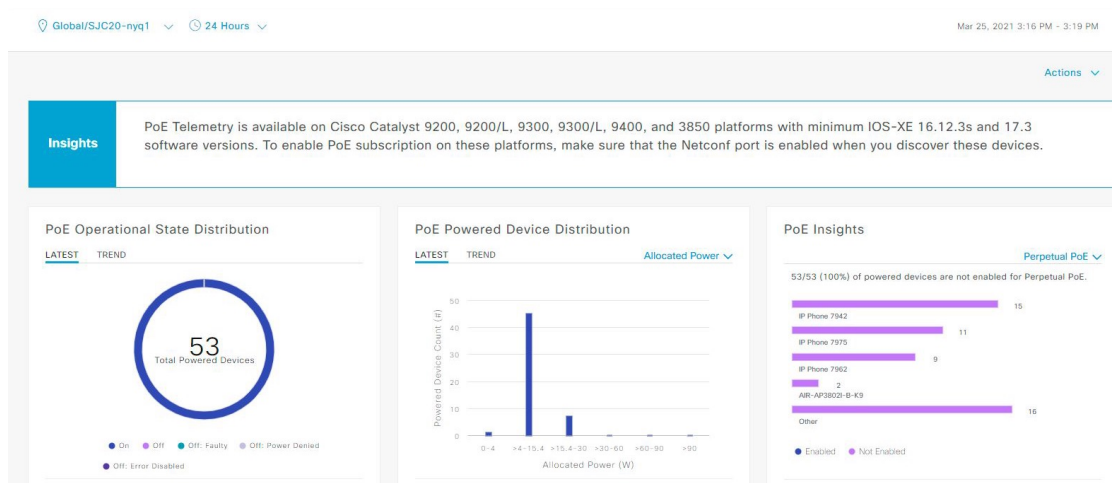 Global/SJC20-nyq1
24 Hours
Mar 25, 2021 3:16 PM - 3:19 PM
Actions
Insights
PoE Telemetry is available on Cisco Catalyst 9200, 9200/L, 9300, 9300/L, 9400, and 3850 platforms with minimum IOS-XE 16.12.3s and 17.3
software versions. To enable PoE subscription on these platforms, make sure that the Netconf port is enabled when you discover these devices.
PoE Operational State Distribution
LATEST TREND
53
Total Powered Devices
On Off Off: Faulty Off: Power Denied
Off: Error Disabled
PoE Powered Device Distribution
LATEST TREND Allocated Power
Powered Device Count (#)
50
40
30
20
10
0
0-4 >4-15.4 >15.4-30 >30-60 >60-90 >90
Allocated Power (W)
PoE Insights
Perpetual PoE
53/53 (100%) of powered devices are not enabled for Perpetual PoE.
15
IP Phone 7942
11
IP Phone 7975
9
IP Phone 7962
2
AIR-AP3802I-B-K9
16
Other
Enabled Not Enabled